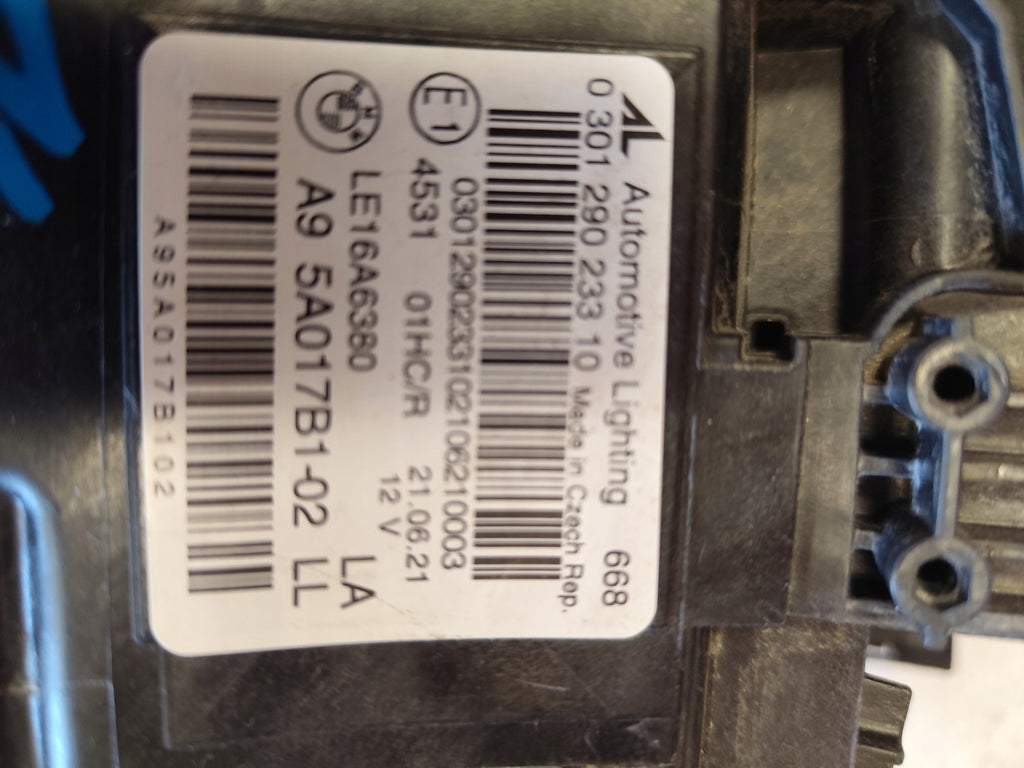 AL Automotive Lighting 668
0 301 290 233 10 Made in Czech Rep.
0301290233102106210003
E1 4531 01HC/R 21.06.21
12 V
LE16A6380 LA
A9 5A017B1-02 LL
A95A017B102